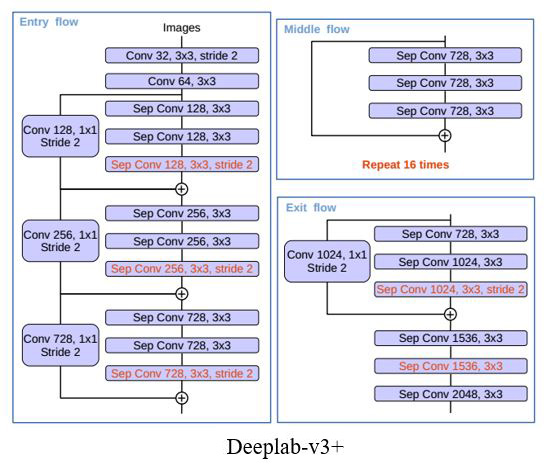 Entry flow
Images
Conv 32, 3x3, stride 2
Conv 64, 3x3
Sep Conv 128, 3x3
Conv 128, 1x1
Stride 2
Sep Conv 128, 3x3
Sep Conv 128, 3x3, stride 2
Sep Conv 256, 3x3
Conv 256, 1x1
Stride 2
Sep Conv 256, 3x3
Sep Conv 256, 3x3, stride 2
Sep Conv 728, 3x3
Conv 728, 1x1
Stride 2
Sep Conv 728, 3x3
Sep Conv 728, 3x3, stride 2
Middle flow
Sep Conv 728, 3x3
Sep Conv 728, 3x3
Sep Conv 728, 3x3
Repeat 16 times
Exit flow
Sep Conv 728, 3x3
Conv 1024, 1x1
Stride 2
Sep Conv 1024, 3x3
Sep Conv 1024, 3x3, stride 2
Sep Conv 1536, 3x3
Sep Conv 1536, 3x3
Sep Conv 2048, 3x3
Deeplab-v3+